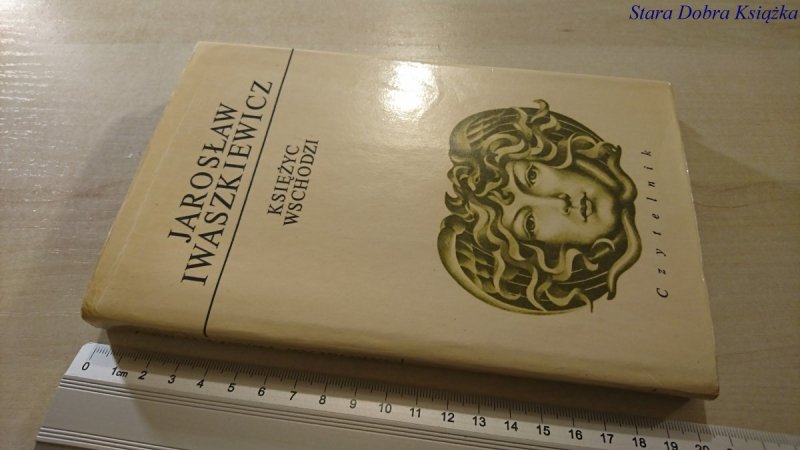 Stara Dobra Książka
JAROSŁAW
IWASZKIEWICZ
KSIĘŻYC
WSCHODZI
Czytelnik
0 1cm 2 3 4 5 6 7 8 9 10 11 12 13 14 15 16 17 18 19 20